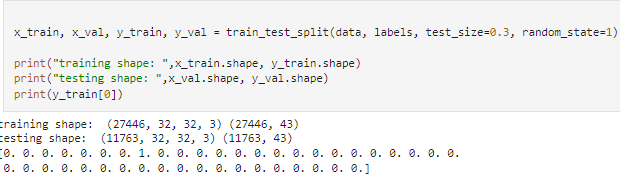 x_train, x_val, y_train, y_val = train_test_split(data, labels, test_size=0.3, random_state=1)
print("training shape: ",x_train.shape, y_train.shape)
print("testing shape: ",x_val.shape, y_val.shape)
print(y_train[0])
training shape:  (27446, 32, 32, 3) (27446, 43)
testing shape:  (11763, 32, 32, 3) (11763, 43)
[0. 0. 0. 0. 0. 0. 0. 1. 0. 0. 0. 0. 0. 0. 0. 0. 0. 0. 0. 0. 0. 0. 0. 0.
 0. 0. 0. 0. 0. 0. 0. 0. 0. 0. 0. 0. 0. 0. 0. 0. 0. 0. 0.]